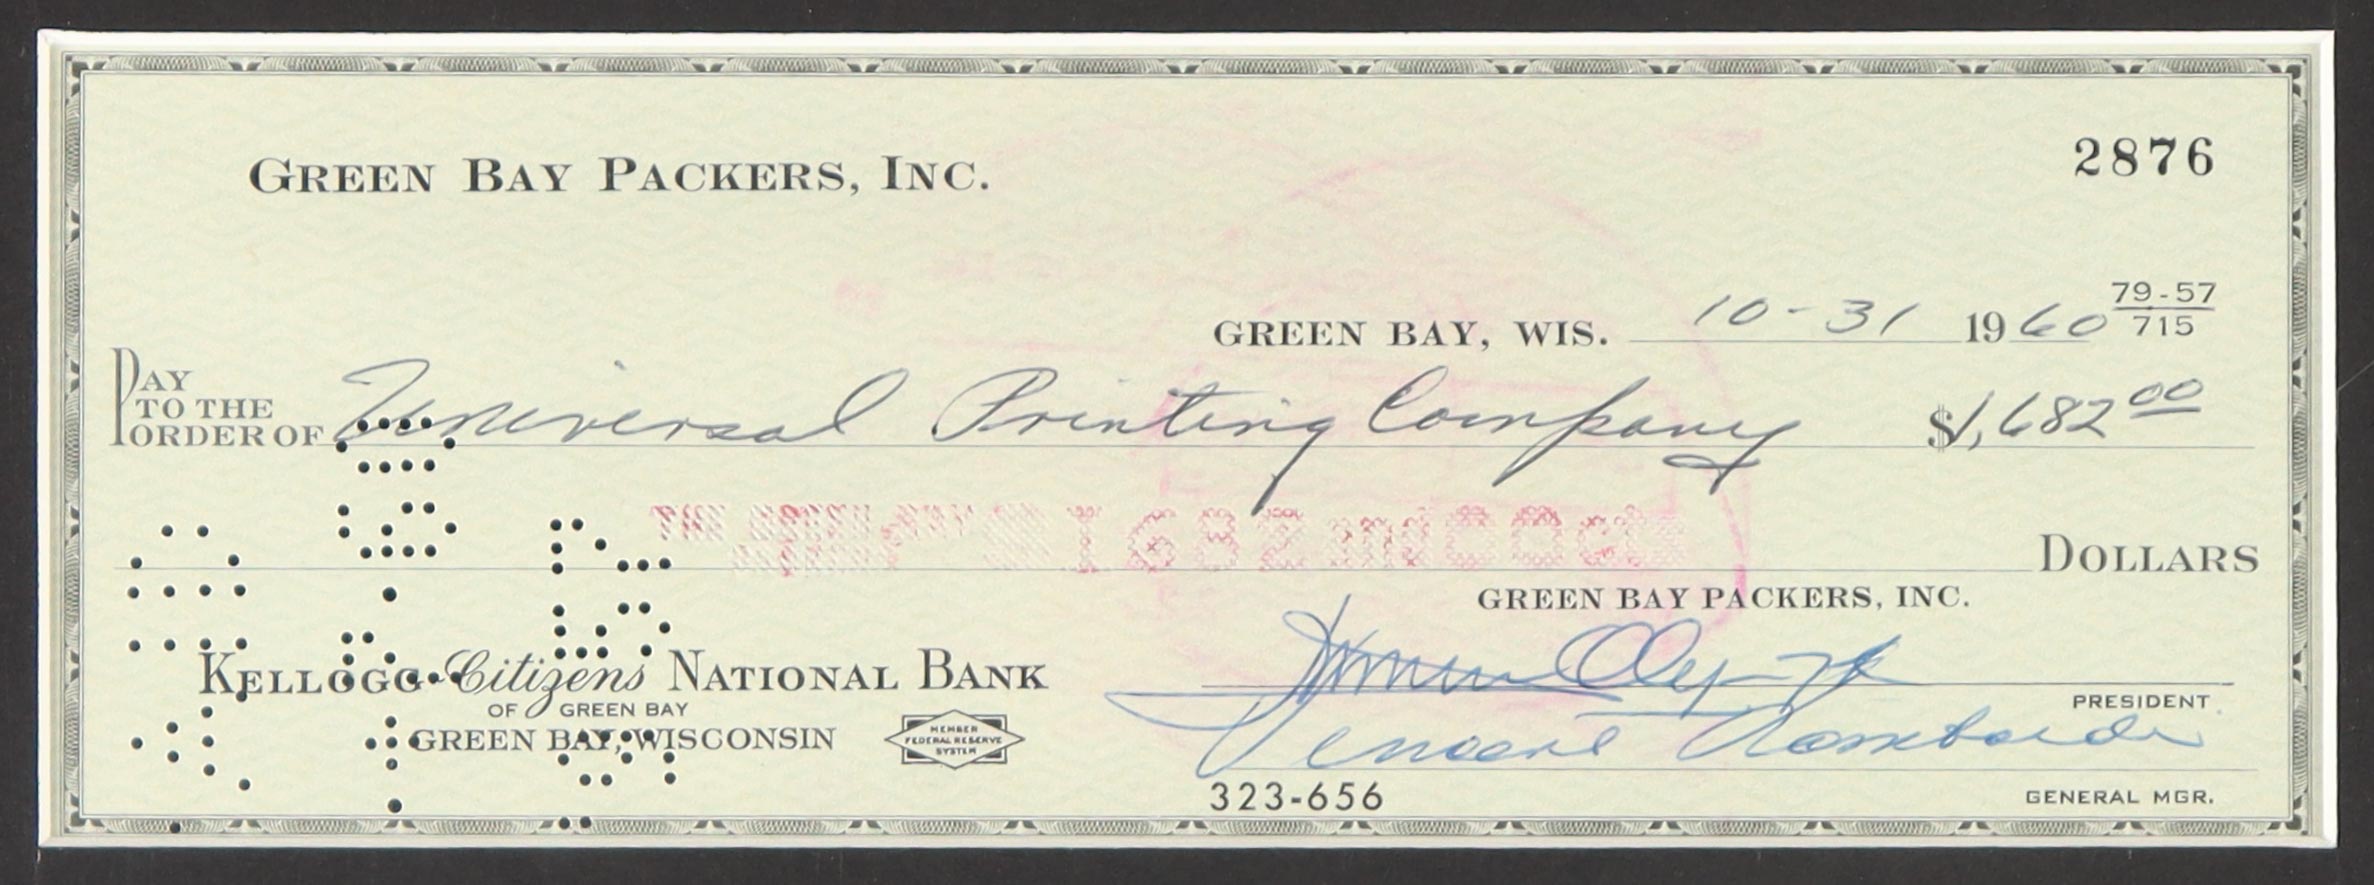 GREEN BAY PACKERS, INC.
2876
GREEN BAY, WIS. 10-31 1960
79-57
715
PAY
TO THE
ORDER OF Universal Printing Company $1,682 00
1682 00
DOLLARS
GREEN BAY PACKERS, INC.
KELLOGG-Citizens NATIONAL BANK
OF GREEN BAY
GREEN BAY, WISCONSIN
MEMBER
FEDERAL RESERVE
SYSTEM
PRESIDENT
Vincent Lombardi
323-656
GENERAL MGR.